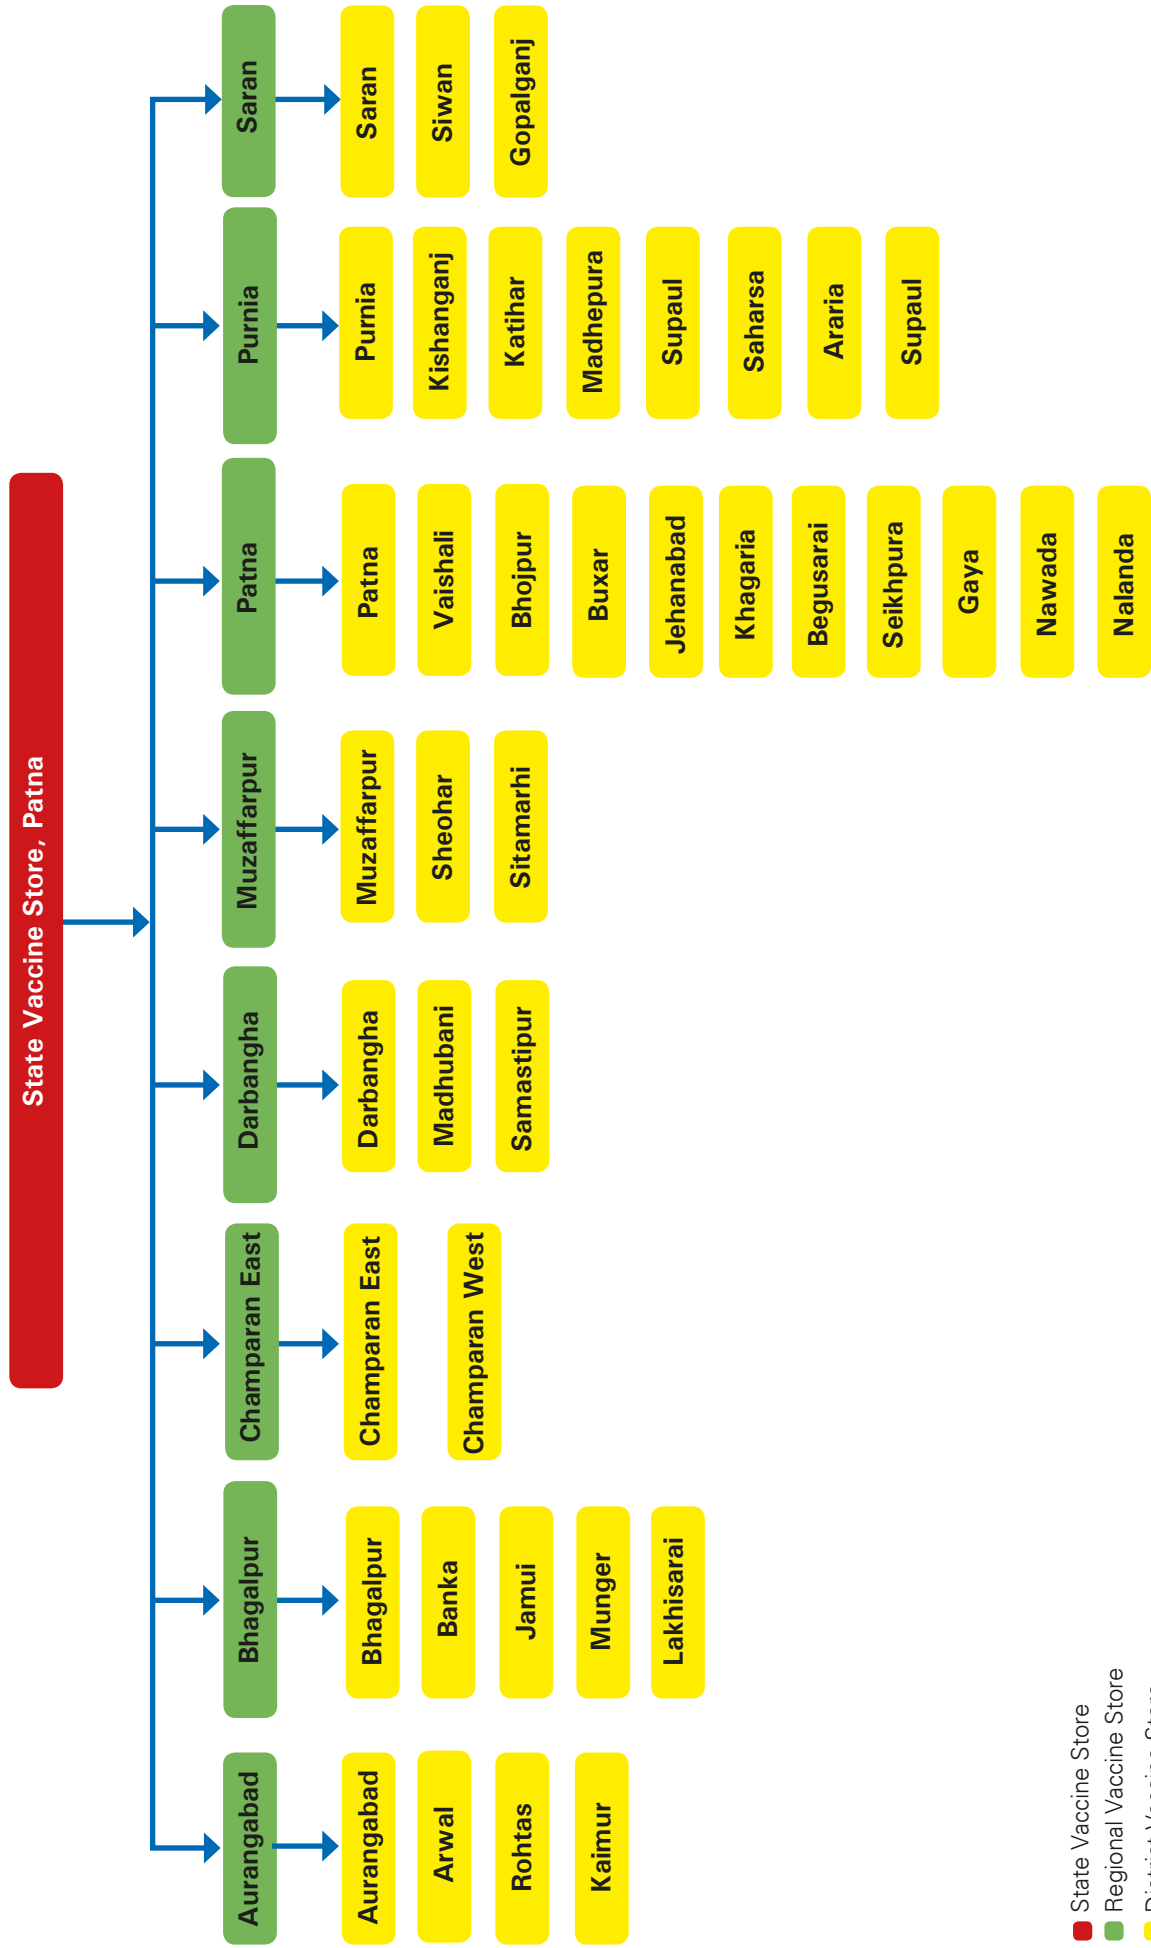 State Vaccine Store, Patna
Aurangabad
Bhagalpur
Champaran East
Darbangha
Muzaffarpur
Patna
Purnia
Saran
Aurangabad
Arwal
Rohtas
Kaimur
Bhagalpur
Banka
Jamui
Munger
Lakhisarai
Champaran East
Champaran West
Darbangha
Madhubani
Samastipur
Muzaffarpur
Sheohar
Sitamarhi
Patna
Vaishali
Bhojpur
Buxar
Jehanabad
Khagaria
Begusarai
Seikhpura
Gaya
Nawada
Nalanda
Purnia
Kishanganj
Katihar
Madhepura
Supaul
Saharsa
Araria
Supaul
Saran
Siwan
Gopalganj
State Vaccine Store
Regional Vaccine Store
District Vaccine Store